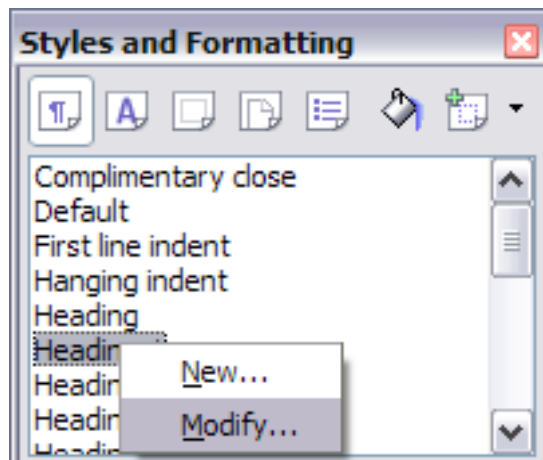 Styles and Formatting
Complimentary close
Default
First line indent
Hanging indent
Heading
New...
Modify...